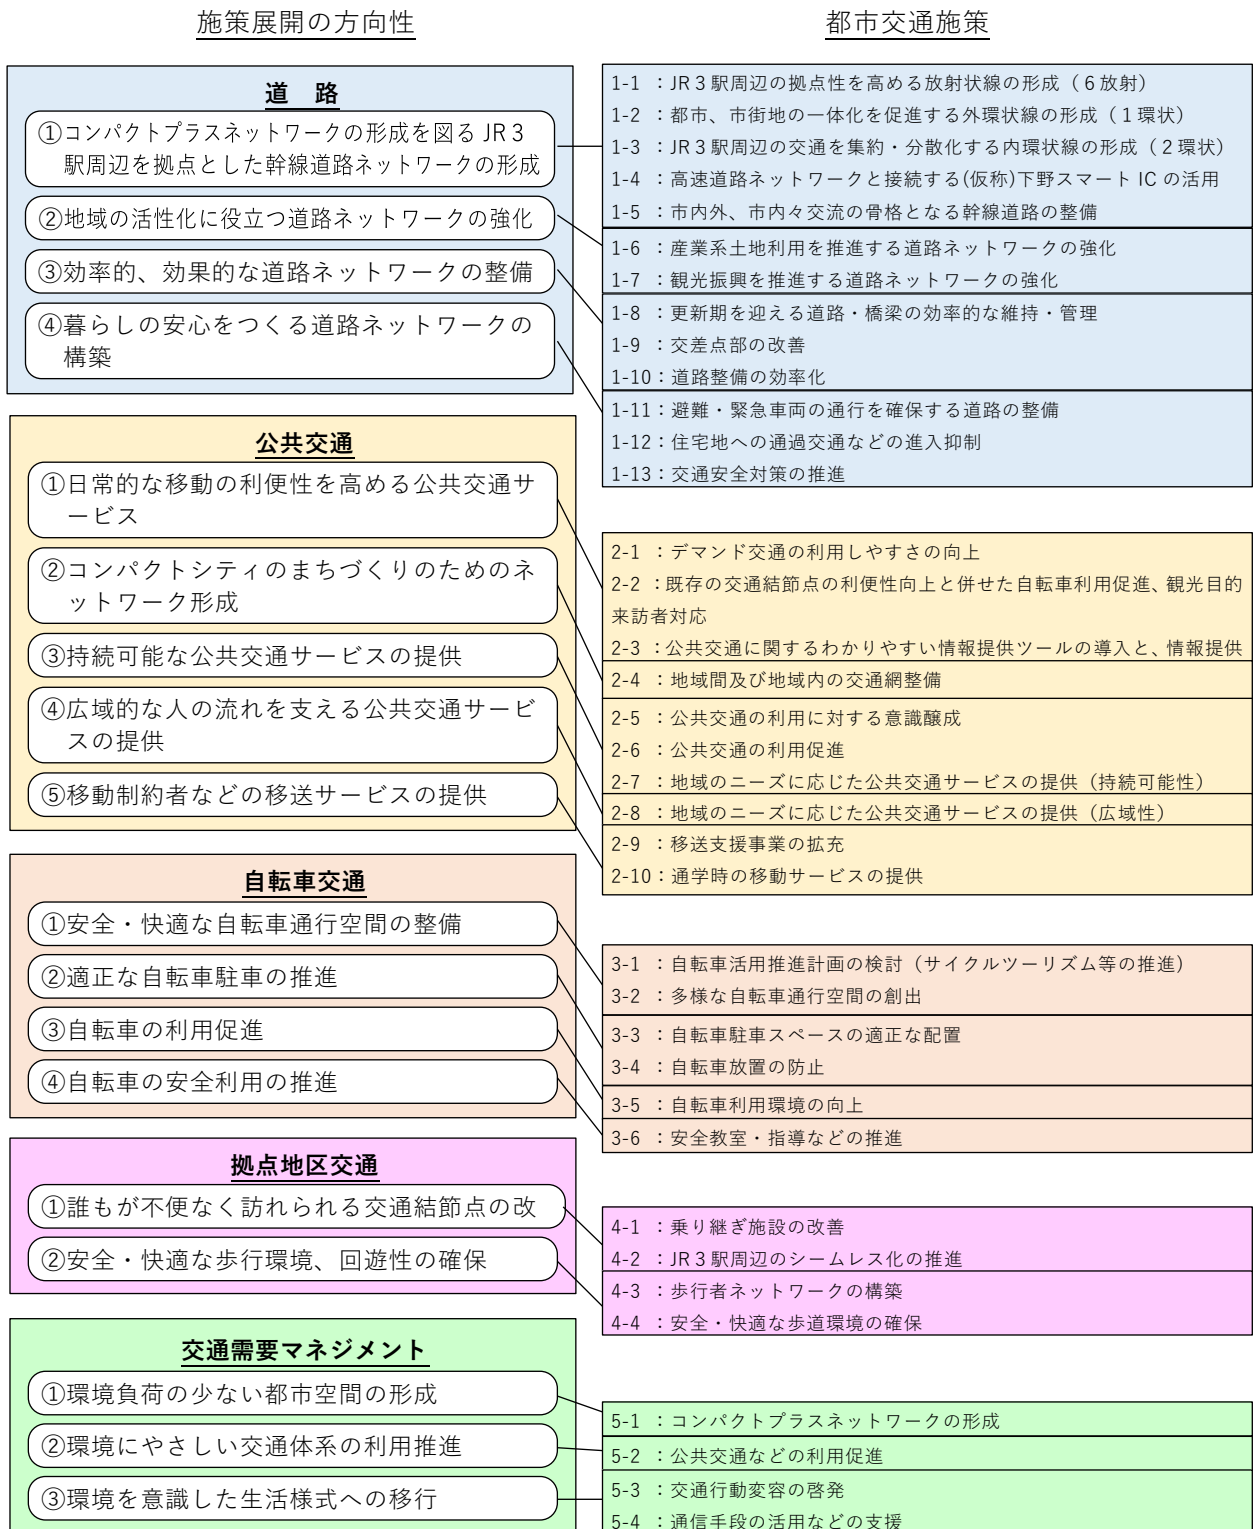 施策展開の方向性
都市交通施策
道　路
①コンパクトプラスネットワークの形成を図る JR３
駅周辺を拠点とした幹線道路ネットワークの形成
②地域の活性化に役立つ道路ネットワークの強化
③効率的、効果的な道路ネットワークの整備
④暮らしの安心をつくる道路ネットワークの
構築
1-1 ：JR３駅周辺の拠点性を高める放射状線の形成（６放射）
1-2 ：都市、市街地の一体化を促進する外環状線の形成（１環状）
1-3 ：JR３駅周辺の交通を集約・分散化する内環状線の形成（２環状）
1-4 ：高速道路ネットワークと接続する(仮称)下野スマート IC の活用
1-5 ：市内外、市内々交流の骨格となる幹線道路の整備
1-6 ：産業系土地利用を推進する道路ネットワークの強化
1-7 ：観光振興を推進する道路ネットワークの強化
1-8 ：更新期を迎える道路・橋梁の効率的な維持・管理
1-9 ：交差点部の改善
1-10：道路整備の効率化
1-11：避難・緊急車両の通行を確保する道路の整備
1-12：住宅地への通過交通などの進入抑制
1-13：交通安全対策の推進
公共交通
①日常的な移動の利便性を高める公共交通サ
ービス
②コンパクトシティのまちづくりのためのネ
ットワーク形成
③持続可能な公共交通サービスの提供
④広域的な人の流れを支える公共交通サービ
スの提供
⑤移動制約者などの移送サービスの提供
2-1 ：デマンド交通の利用しやすさの向上
2-2 ：既存の交通結節点の利便性向上と併せた自転車利用促進、観光目的
来訪者対応
2-3 ：公共交通に関するわかりやすい情報提供ツールの導入と、情報提供
2-4 ：地域間及び地域内の交通網整備
2-5 ：公共交通の利用に対する意識醸成
2-6 ：公共交通の利用促進
2-7 ：地域のニーズに応じた公共交通サービスの提供（持続可能性）
2-8 ：地域のニーズに応じた公共交通サービスの提供（広域性）
2-9 ：移送支援事業の拡充
2-10：通学時の移動サービスの提供
自転車交通
①安全・快適な自転車通行空間の整備
②適正な自転車駐車の推進
③自転車の利用促進
④自転車の安全利用の推進
3-1 ：自転車活用推進計画の検討（サイクルツーリズム等の推進）
3-2 ：多様な自転車通行空間の創出
3-3 ：自転車駐車スペースの適正な配置
3-4 ：自転車放置の防止
3-5 ：自転車利用環境の向上
3-6 ：安全教室・指導などの推進
拠点地区交通
①誰もが不便なく訪れられる交通結節点の改
②安全・快適な歩行環境、回遊性の確保
4-1 ：乗り継ぎ施設の改善
4-2 ：JR３駅周辺のシームレス化の推進
4-3 ：歩行者ネットワークの構築
4-4 ：安全・快適な歩道環境の確保
交通需要マネジメント
①環境負荷の少ない都市空間の形成
②環境にやさしい交通体系の利用推進
③環境を意識した生活様式への移行
5-1 ：コンパクトプラスネットワークの形成
5-2 ：公共交通などの利用促進
5-3 ：交通行動変容の啓発
5-4 ：通信手段の活用などの支援